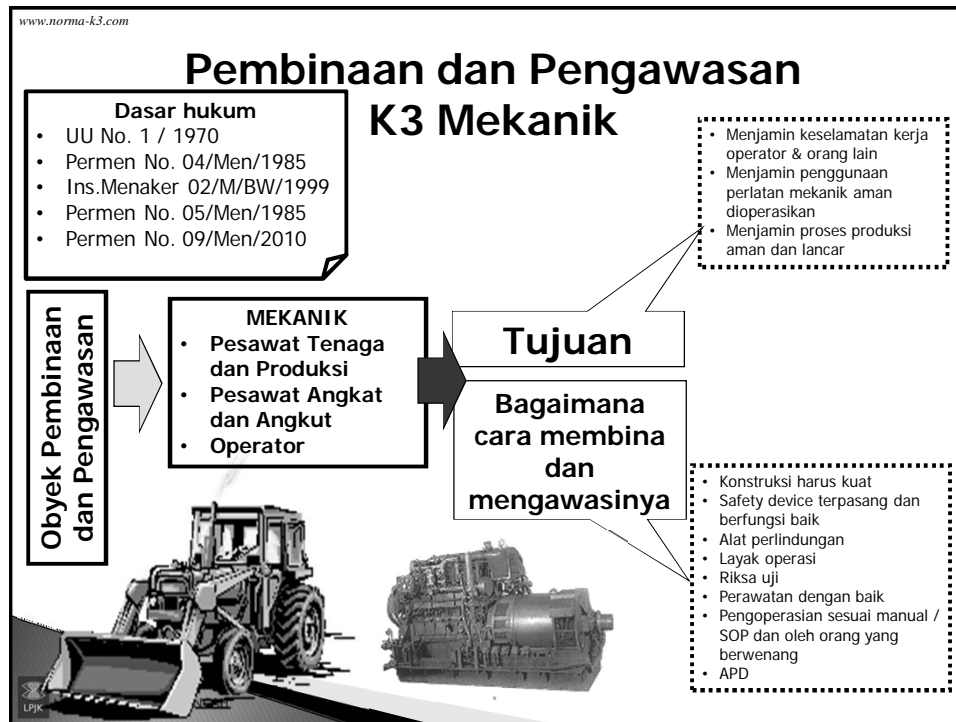 www.norma-k3.com
Pembinaan dan Pengawasan
K3 Mekanik
Dasar hukum
• UU No. 1 / 1970
• Permen No. 04/Men/1985
• Ins.Menaker 02/M/BW/1999
• Permen No. 05/Men/1985
• Permen No. 09/Men/2010
Obyek Pembinaan
dan Pengawasan
MEKANIK
• Pesawat Tenaga
dan Produksi
• Pesawat Angkat
dan Angkut
• Operator
Tujuan
• Menjamin keselamatan kerja
operator & orang lain
• Menjamin penggunaan
perlatan mekanik aman
dioperasikan
• Menjamin proses produksi
aman dan lancar
Bagaimana
cara membina
dan
mengawasinya
• Konstruksi harus kuat
• Safety device terpasang dan
berfungsi baik
• Alat perlindungan
• Layak operasi
• Riksa uji
• Perawatan dengan baik
• Pengoperasian sesuai manual /
SOP dan oleh orang yang
berwenang
• APD
LPJK